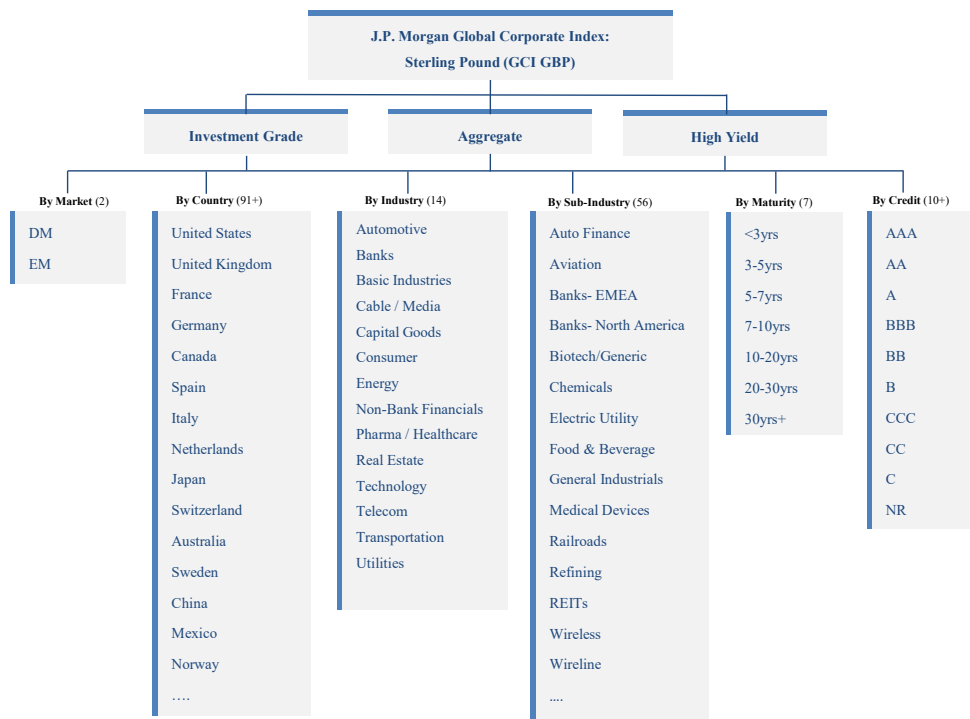 J.P. Morgan Global Corporate Index:
Sterling Pound (GCI GBP)
Investment Grade
Aggregate
High Yield
By Market (2)
DM
EM
By Country (91+)
United States
United Kingdom
France
Germany
Canada
Spain
Italy
Netherlands
Japan
Switzerland
Australia
Sweden
China
Mexico
Norway
….
By Industry (14)
Automotive
Banks
Basic Industries
Cable / Media
Capital Goods
Consumer
Energy
Non-Bank Financials
Pharma / Healthcare
Real Estate
Technology
Telecom
Transportation
Utilities
By Sub-Industry (56)
Auto Finance
Aviation
Banks- EMEA
Banks- North America
Biotech/Generic
Chemicals
Electric Utility
Food & Beverage
General Industrials
Medical Devices
Railroads
Refining
REITs
Wireless
Wireline
....
By Maturity (7)
<3yrs
3-5yrs
5-7yrs
7-10yrs
10-20yrs
20-30yrs
30yrs+
By Credit (10+)
AAA
AA
A
BBB
BB
B
CCC
CC
C
NR